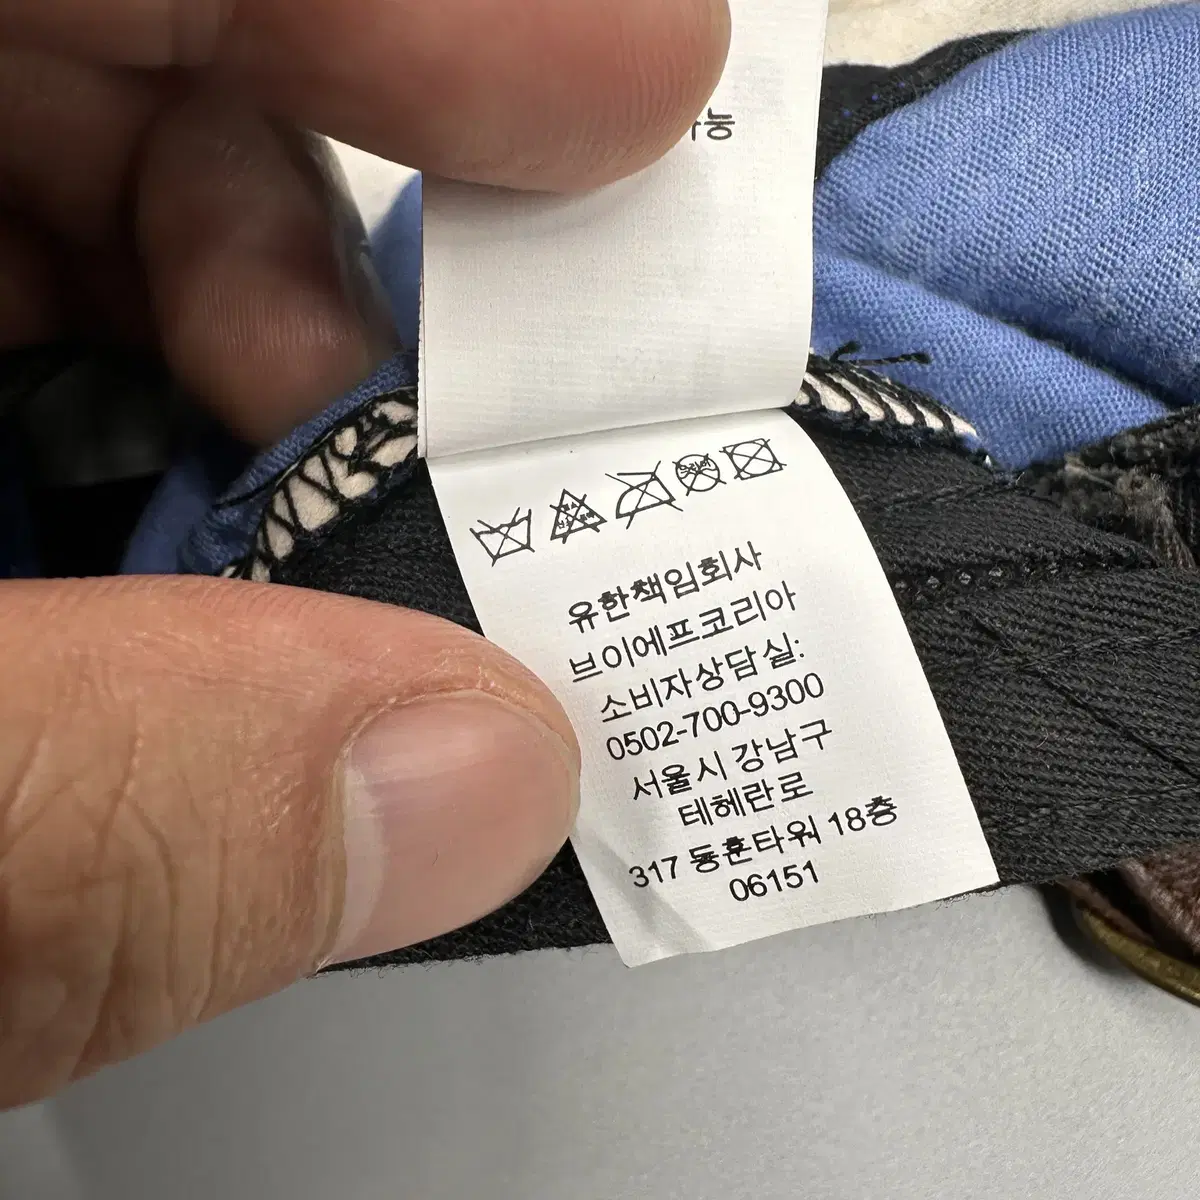 능
유한책임회사
브이에프코리아
소비자상담실:
0502-700-9300
서울시 강남구
테헤란로
317 동훈타워 18층
06151